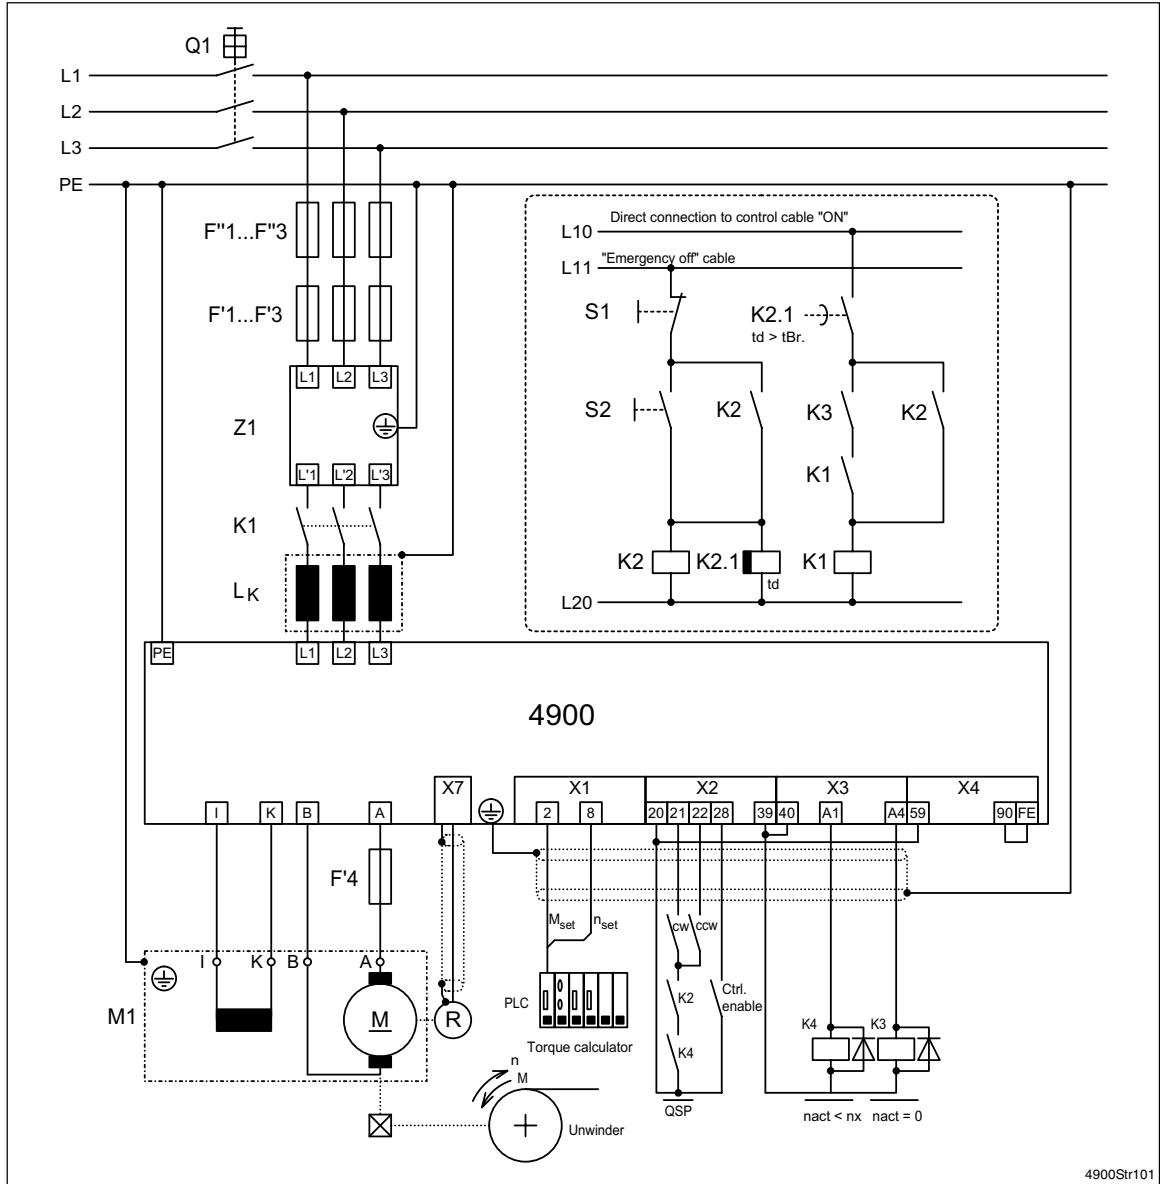 Q1
L1
L2
L3
PE
F"1...F"3
F'1...F'3
L1 L2 L3
Z1
L'1 L'2 L'3
K1
LK
Direct connection to control cable "ON"
L10
"Emergency off" cable
L11
S1
K2.1
td > tBr.
S2
K2
K3
K2
K1
K2
K2.1
td
K1
L20
PE
L1 L2 L3
4900
X7
X1
X2
X3
X4
I K B A
2 8
20 21 22 28
39 40
A1
A4 59
90 FE
F'4
Mset
nset
cw ccw
I K B A
M1
M
R
PLC
K2
Ctrl.
enable
K4
K4
K3
Torque calculator
n
M
Unwinder
QSP
nact < nx
nact = 0
4900Str101